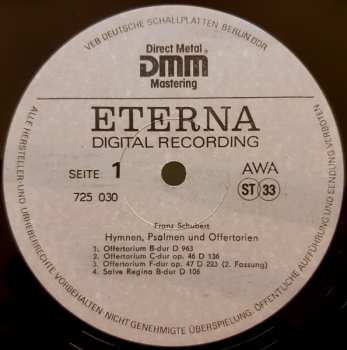 VEB DEUTSCHE SCHALLPLATTEN BERLIN DDR
Direct Metal
DMM
Mastering
ETERNA
DIGITAL RECORDING
SEITE 1
AWA
725 030
ST 33
Franz Schubert
Hymnen, Psalmen und Offertorien
1. Offertorium B-dur D 963
2. Offertorium C-dur op. 46 D 136
3. Offertorium F-dur op. 47 D 223 (2. Fassung)
4. Salve Regina B-dur D 106
ALLE HERSTELLER- UND URHEBERRECHTE VORBEHALTEN NICHT GENEHMIGTE ÜBERSPIELUNG, ÖFFENTLICHE AUFFÜHRUNG UND SENDUNG VERBOTEN